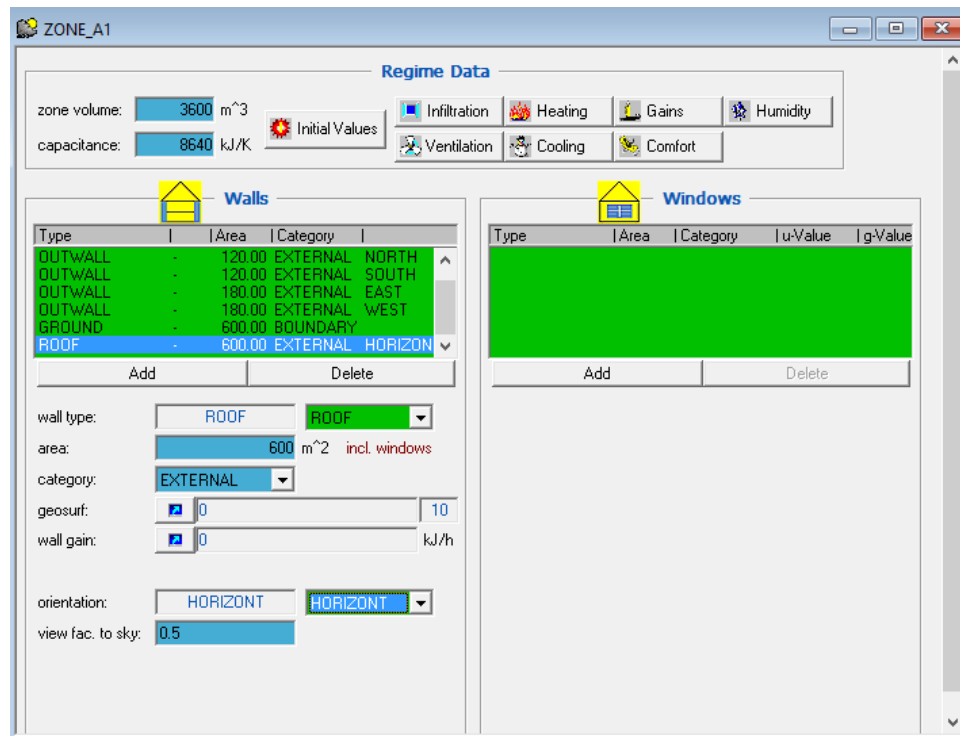 ZONE_A1
Regime Data
zone volume: 3600 m^3
capacitance: 8640 kJ/K
Initial Values
Infiltration Heating Gains Humidity
Ventilation Cooling Comfort
Walls
Type | | Area | Category |
OUTWALL - 120.00 EXTERNAL NORTH
OUTWALL - 120.00 EXTERNAL SOUTH
OUTWALL - 180.00 EXTERNAL EAST
OUTWALL - 180.00 EXTERNAL WEST
GROUND - 600.00 BOUNDARY
ROOF - 600.00 EXTERNAL HORIZON
Add Delete
wall type: ROOF ROOF
area: 600 m^2 incl. windows
category: EXTERNAL
geosurf: 0 10
wall gain: 0 kJ/h
orientation: HORIZONT HORIZONT
view fac. to sky: 0.5
Windows
Type | Area | Category | u-Value | g-Value
Add Delete